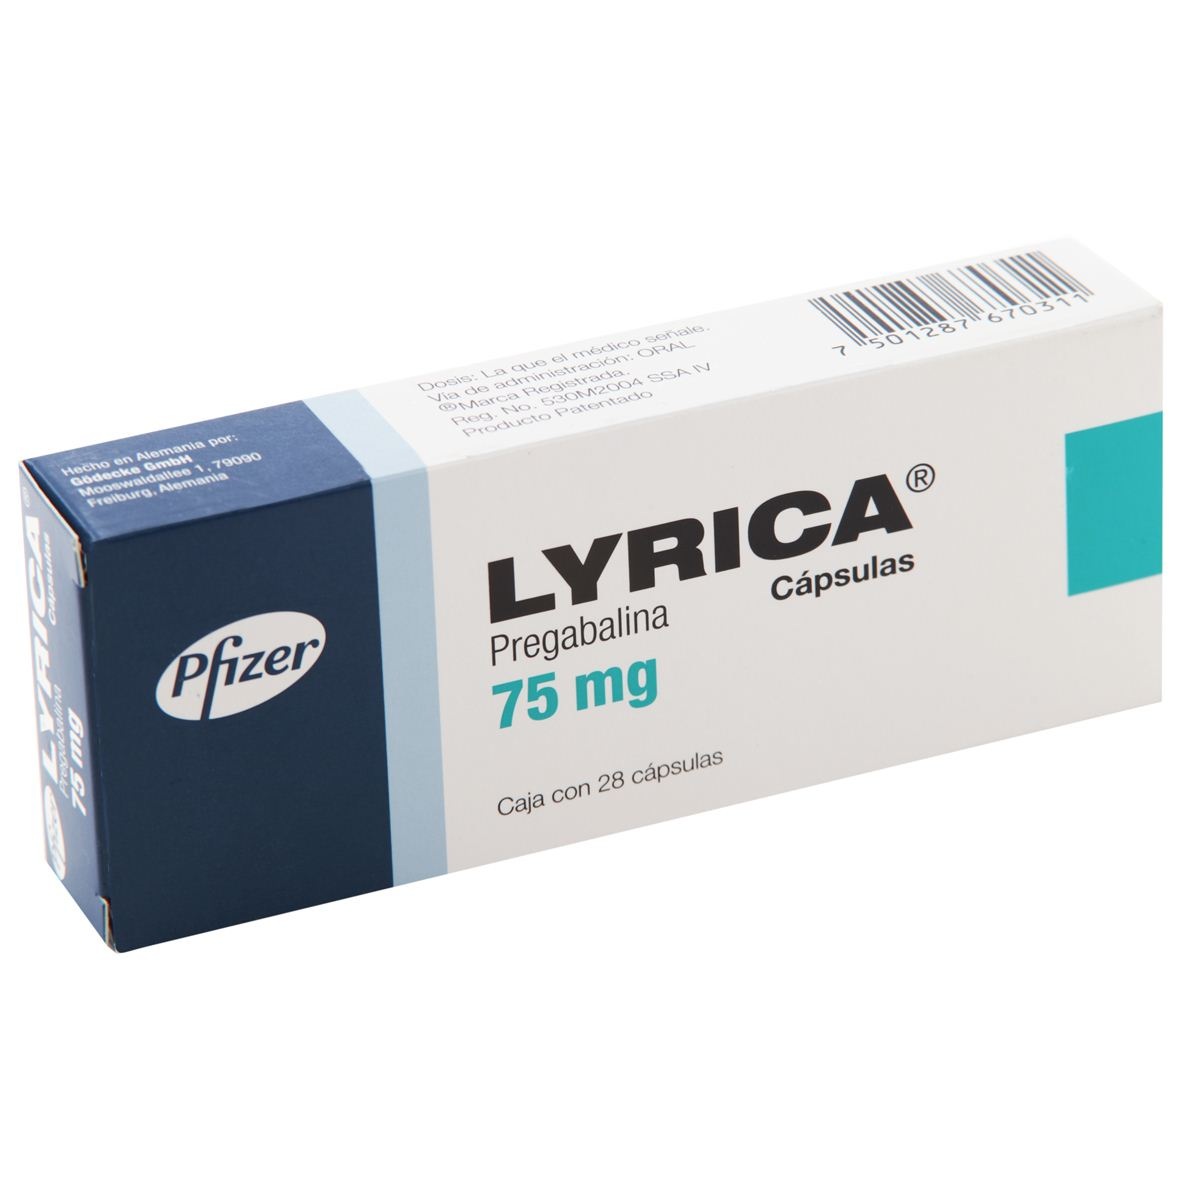 Hecho en Alemania por:
Gödecke GmbH
Mooswaldallee 1, 79090
Freiburg, Alemania
Dosis: La que el médico señale.
Vía de administración: ORAL
®Marca Registrada.
Reg. No. 530M2004 SSA IV
Producto Patentado
7 501287 670311
LYRICA®
Cápsulas
Pregabalina
75 mg
Caja con 28 cápsulas
Pfizer
LYRICA®
Cápsulas
Pregabalina
75 mg
Pfizer